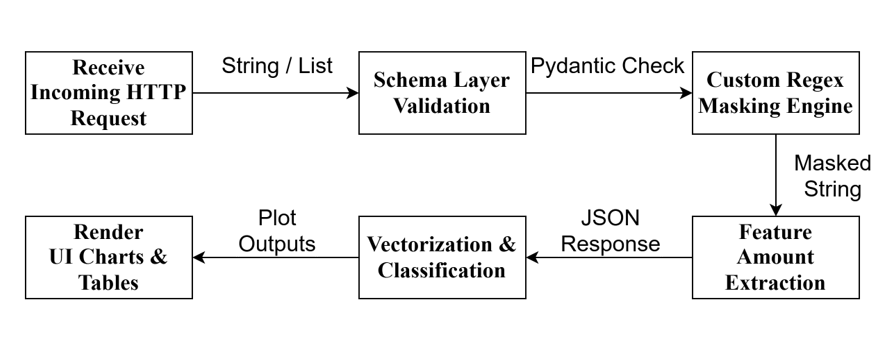 Receive
Incoming HTTP
Request
String / List
Schema Layer
Validation
Pydantic Check
Custom Regex
Masking Engine
Masked
String
Feature
Amount
Extraction
JSON
Response
Vectorization &
Classification
Plot
Outputs
Render
UI Charts &
Tables